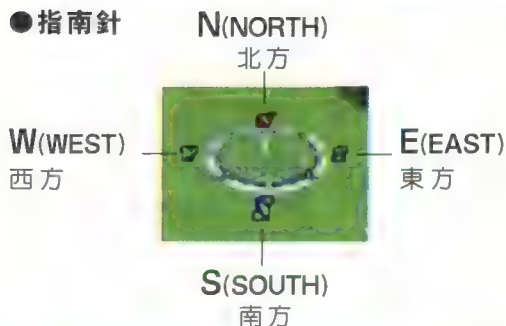 ●指南針
N(NORTH)
北方
W(WEST)
西方
E(EAST)
東方
S(SOUTH)
南方